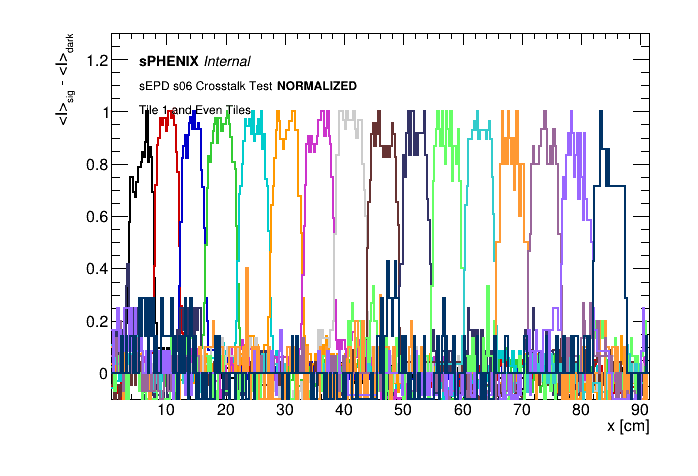 <I>sig - <I>dark
sPHENIX Internal
sEPD s06 Crosstalk Test NORMALIZED
Tile 1 and Even Tiles
1.2
1
0.8
0.6
0.4
0.2
0
10 20 30 40 50 60 70 80 90
x [cm]